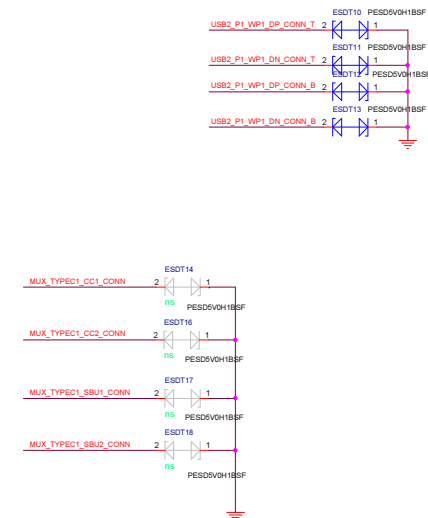 ESDT10 PESD5V0H1BSF
USB2_P1_WP1_DP_CONN_T 2 1
ESDT11 PESD5V0H1BSF
USB2_P1_WP1_DN_CONN_T 2 1
ESDT12 PESD5V0H1BSF
USB2_P1_WP1_DP_CONN_B 2 1
ESDT13 PESD5V0H1BSF
USB2_P1_WP1_DN_CONN_B 2 1
ESDT14
MUX_TYPEC1_CC1_CONN 2 1
ns PESD5V0H1BSF
ESDT16
MUX_TYPEC1_CC2_CONN 2 1
ns PESD5V0H1BSF
ESDT17
MUX_TYPEC1_SBU1_CONN 2 1
ns PESD5V0H1BSF
ESDT18
MUX_TYPEC1_SBU2_CONN 2 1
ns
PESD5V0H1BSF